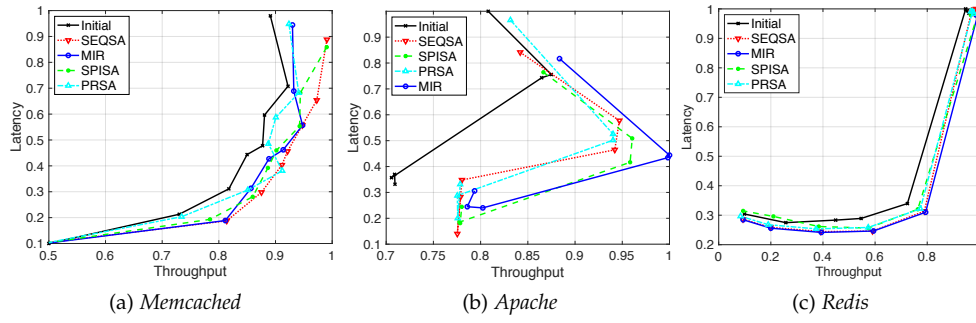 Initial
SEQSA
MIR
SPISA
PRSA
Latency
0.9
0.8
0.7
0.6
0.5
0.4
0.3
0.2
0.1
0.5 0.6 0.7 0.8 0.9 1
Throughput
(a) Memcached
Initial
SEQSA
SPISA
PRSA
MIR
Latency
0.9
0.8
0.7
0.6
0.5
0.4
0.3
0.2
0.1
0.7 0.75 0.8 0.85 0.9 0.95 1
Throughput
(b) Apache
1
Initial
SEQSA
MIR
SPISA
PRSA
Latency
0.9
0.8
0.7
0.6
0.5
0.4
0.3
0.2
0 0.2 0.4 0.6 0.8
Throughput
(c) Redis